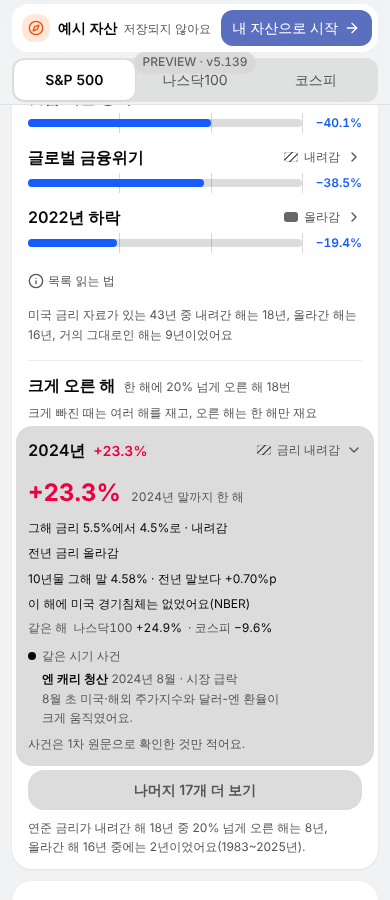 예시 자산 저장되지 않아요 내 자산으로 시작 →
PREVIEW · v5.139
S&P 500 나스닥100 코스피
−40.1%
글로벌 금융위기 내려감
−38.5%
2022년 하락 올라감
−19.4%
목록 읽는 법
미국 금리 자료가 있는 43년 중 내려간 해는 18년, 올라간 해는
16년, 거의 그대로인 해는 9년이었어요
크게 오른 해 한 해에 20% 넘게 오른 해 18번
크게 빠진 때는 여러 해를 재고, 오른 해는 한 해만 재요
2024년 +23.3% 금리 내려감
+23.3% 2024년 말까지 한 해
그해 금리 5.5%에서 4.5%로 · 내려감
전년 금리 올라감
10년물 그해 말 4.58% · 전년 말보다 +0.70%p
이 해에 미국 경기침체는 없었어요(NBER)
같은 해 나스닥100 +24.9% · 코스피 −9.6%
같은 시기 사건
엔 캐리 청산 2024년 8월 · 시장 급락
8월 초 미국·해외 주가지수와 달러-엔 환율이
크게 움직였어요.
사건은 1차 원문으로 확인한 것만 적어요.
나머지 17개 더 보기
연준 금리가 내려간 해 18년 중 20% 넘게 오른 해는 8년,
올라간 해 16년 중에는 2년이었어요(1983~2025년).